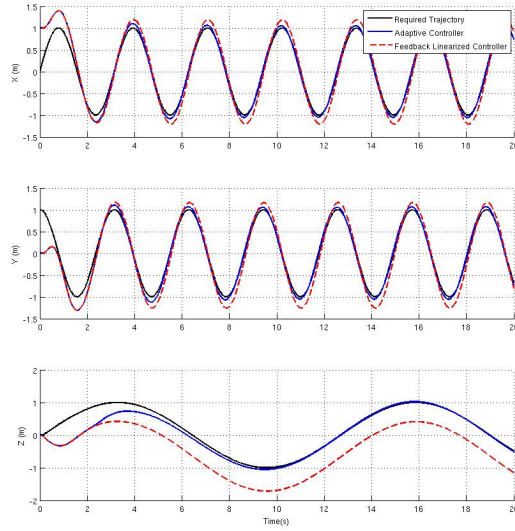 1.5
1
0.5
0
-0.5
-1
-1.5
X (m)
0 2 4 6 8 10 12 14 16 18 20
Required Trajectory
Adaptive Controller
Feedback Linearized Controller
1.5
1
0.5
0
-0.5
-1
-1.5
Y (m)
0 2 4 6 8 10 12 14 16 18 20
2
1
0
-1
-2
Z (m)
0 2 4 6 8 10 12 14 16 18 20
Time(s)